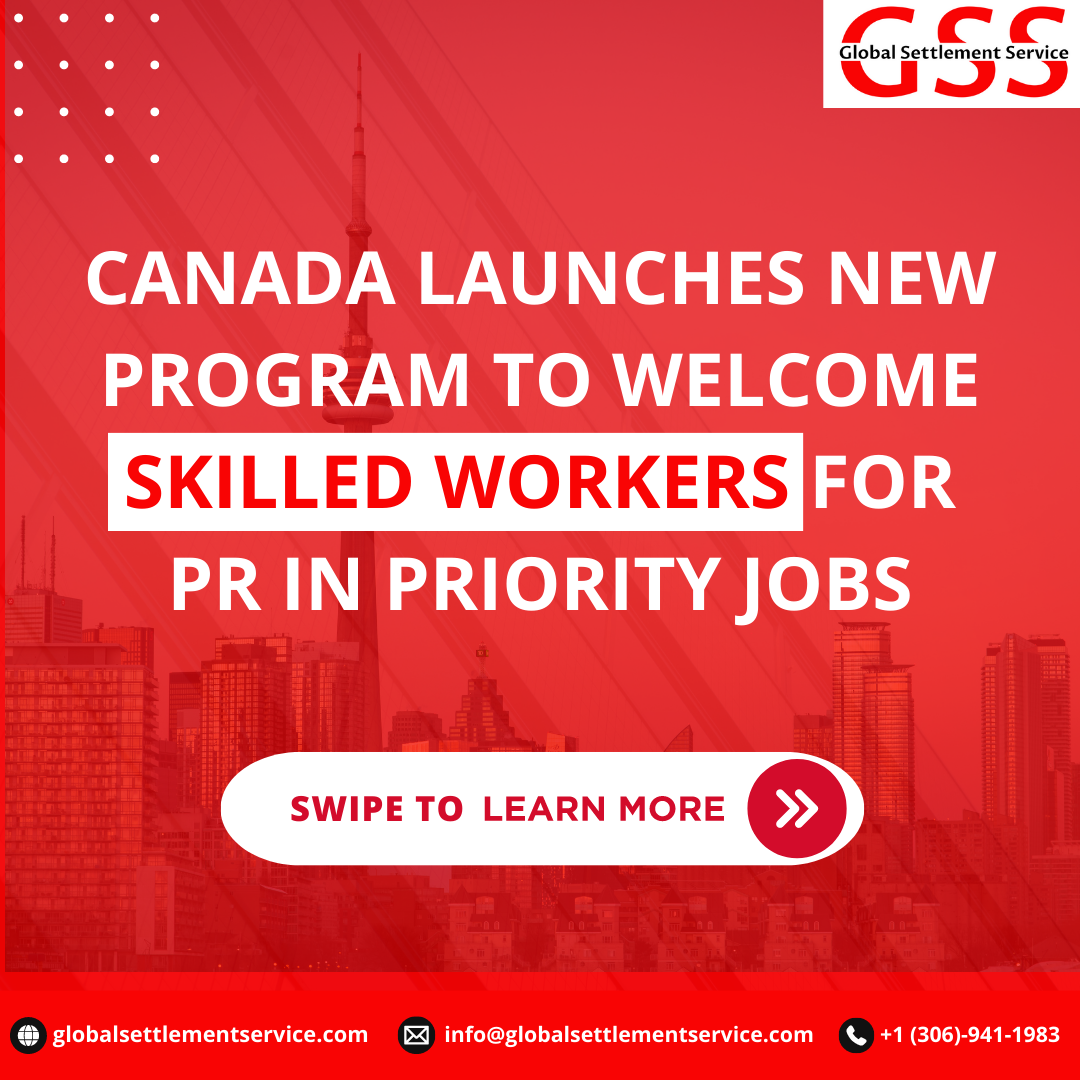 GSS
Global Settlement Service
CANADA LAUNCHES NEW
PROGRAM TO WELCOME
SKILLED WORKERS FOR
PR IN PRIORITY JOBS
SWIPE TO LEARN MORE
globalsettlementservice.com
info@globalsettlementservice.com
+1 (306)-941-1983